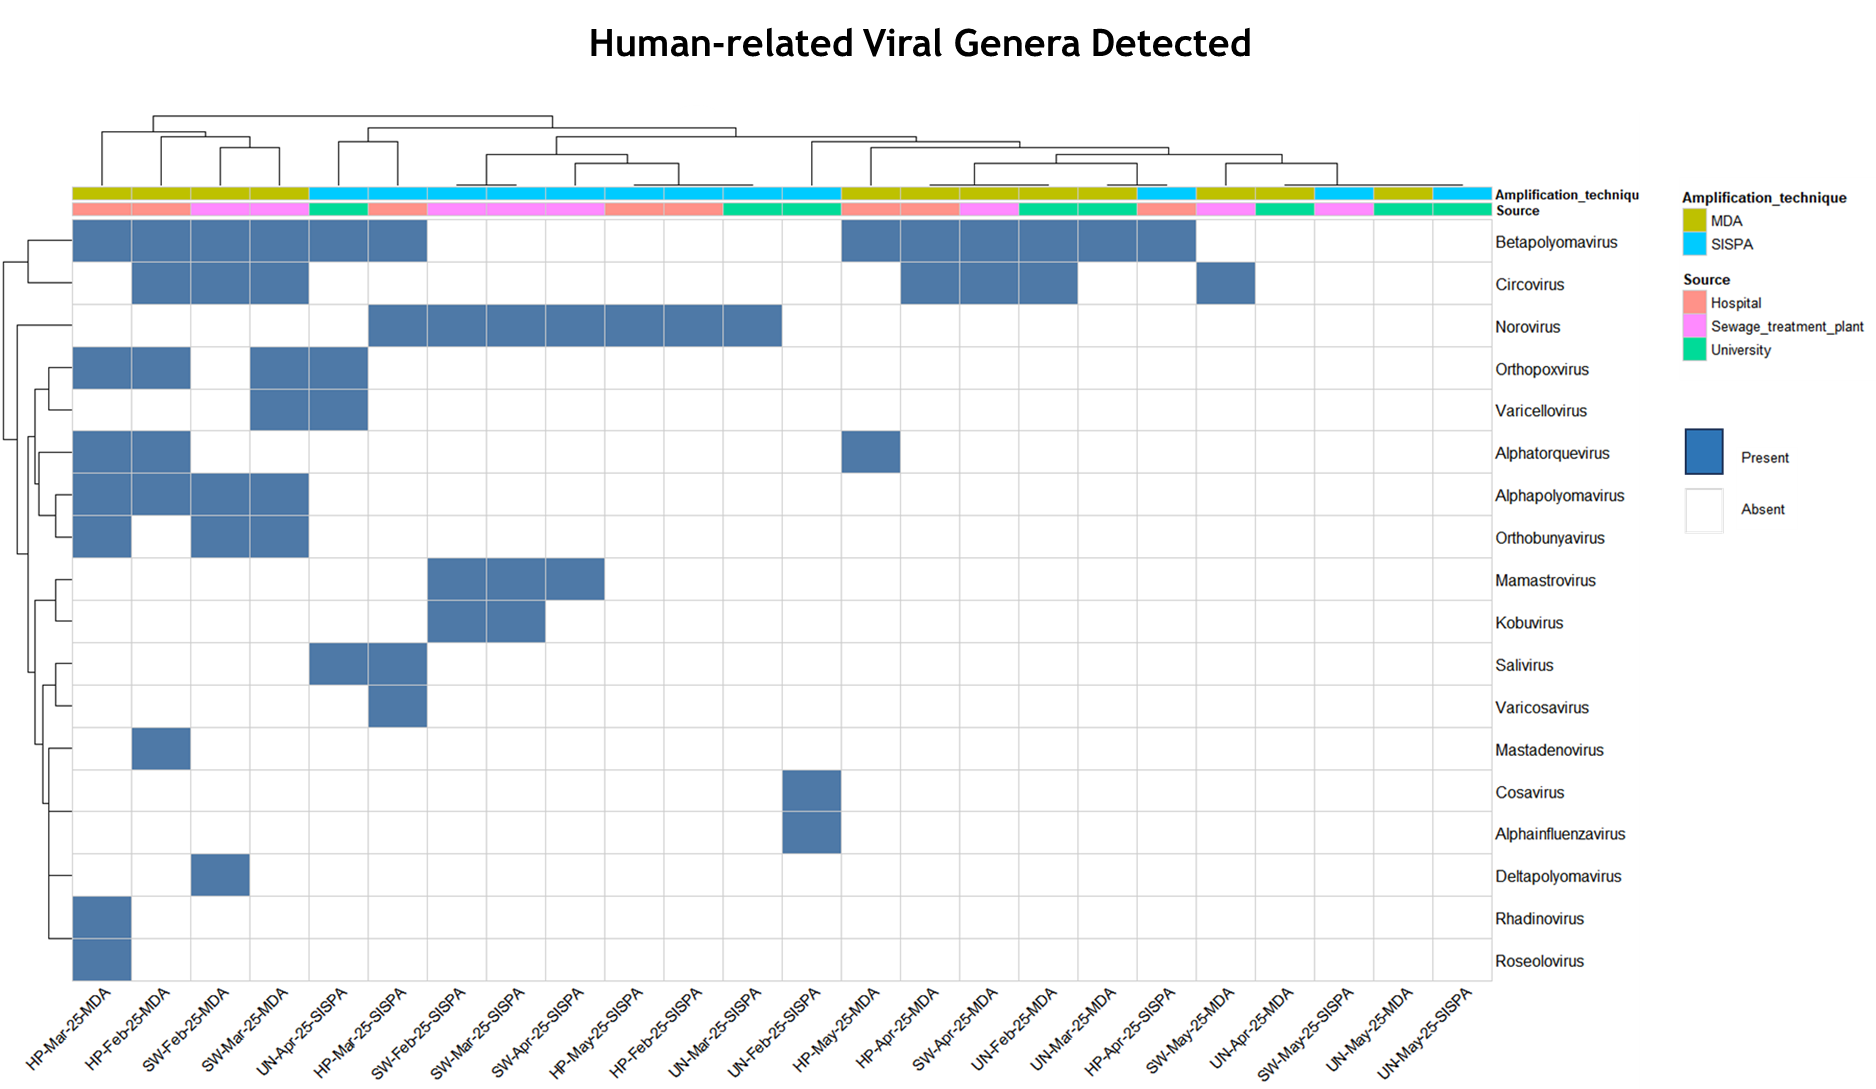 Human-related Viral Genera Detected
Amplification_techniqu
Source
Betapolyomavirus
Circovirus
Norovirus
Orthopoxvirus
Varicellovirus
Alphatorquevirus
Alphapolyomavirus
Orthobunyavirus
Mamastrovirus
Kobuvirus
Salivirus
Varicosavirus
Mastadenovirus
Cosavirus
Alphainfluenzavirus
Deltapolyomavirus
Rhadinovirus
Roseolovirus
HP-Mar-25-MDA
HP-Feb-25-MDA
SW-Feb-25-MDA
SW-Mar-25-MDA
UN-Apr-25-SISPA
HP-Mar-25-SISPA
SW-Feb-25-SISPA
SW-Mar-25-SISPA
SW-Apr-25-SISPA
HP-May-25-SISPA
HP-Feb-25-SISPA
UN-Mar-25-SISPA
UN-Feb-25-SISPA
HP-May-25-MDA
HP-Apr-25-MDA
SW-Apr-25-MDA
UN-Feb-25-MDA
UN-Mar-25-MDA
HP-Apr-25-SISPA
SW-May-25-MDA
UN-Apr-25-MDA
SW-May-25-SISPA
UN-May-25-MDA
UN-May-25-SISPA
Amplification_technique
MDA
SISPA
Source
Hospital
Sewage_treatment_plant
University
Present
Absent